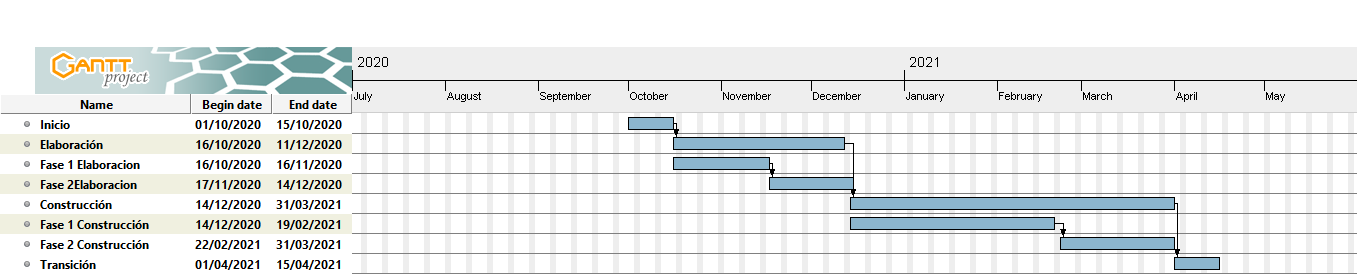 GANTT
project
2020 2021
July August September October November December January February March April May
Name Begin date End date
Inicio 01/10/2020 15/10/2020
Elaboración 16/10/2020 11/12/2020
Fase 1 Elaboracion 16/10/2020 16/11/2020
Fase 2Elaboracion 17/11/2020 14/12/2020
Construcción 14/12/2020 31/03/2021
Fase 1 Construcción 14/12/2020 19/02/2021
Fase 2 Construcción 22/02/2021 31/03/2021
Transición 01/04/2021 15/04/2021